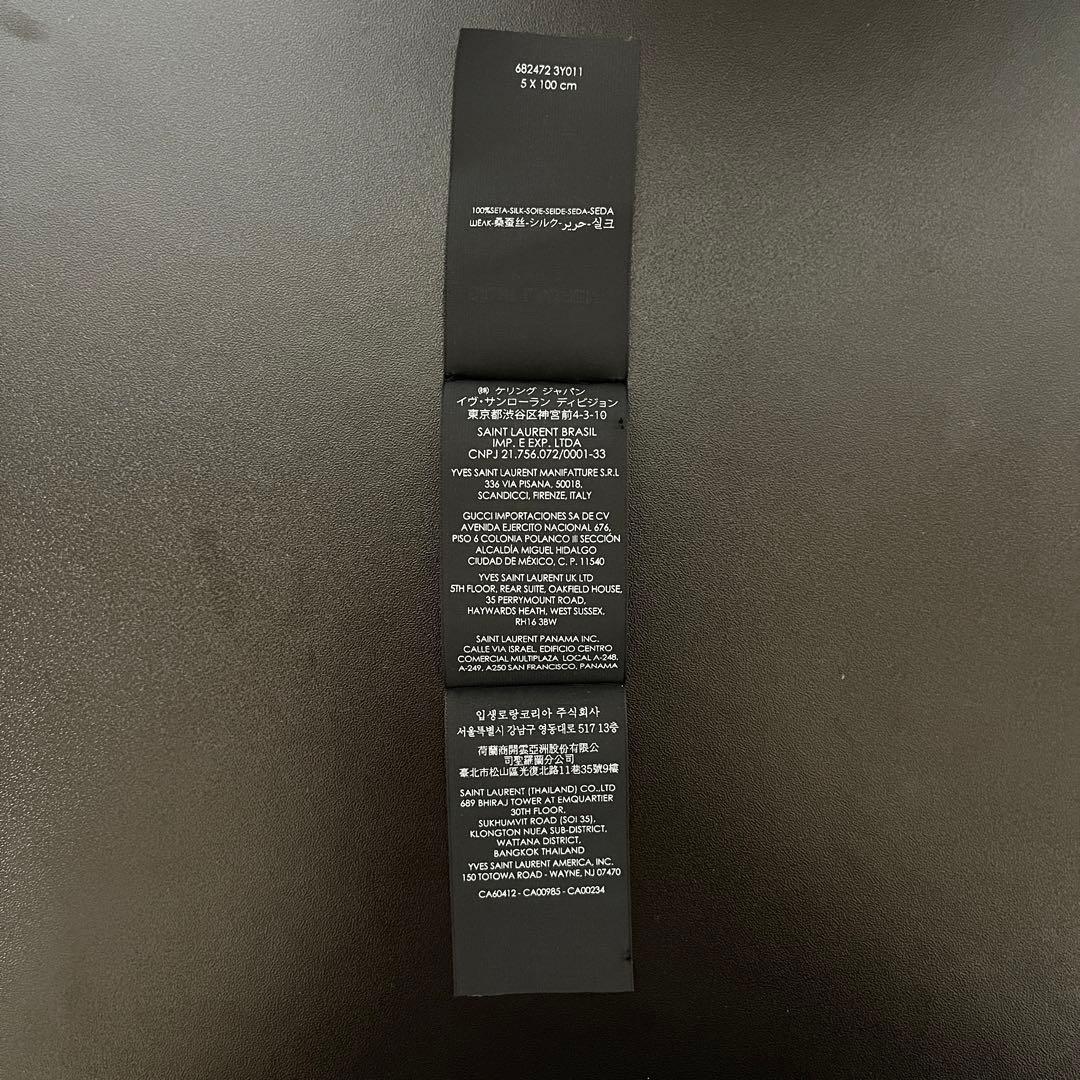 682472 3Y011
5 X 100 cm
100%SETA-SILK-SOIE-SEIDE-SEDA-SEDA
ШЁЛК-桑蚕丝-シルク-حرير-실크
㈱ ケリング ジャパン
イヴ・サンローラン ディビジョン
東京都渋谷区神宮前4-3-10
SAINT LAURENT BRASIL
IMP. E EXP. LTDA
CNPJ 21.756.072/0001-33
YVES SAINT LAURENT MANIFATTURE S.R.L
336 VIA PISANA, 50018,
SCANDICCI, FIRENZE, ITALY
GUCCI IMPORTACIONES SA DE CV
AVENIDA EJERCITO NACIONAL 676,
PISO 6 COLONIA POLANCO III SECCIÓN
ALCALDÍA MIGUEL HIDALGO
CIUDAD DE MÉXICO, C. P. 11540
YVES SAINT LAURENT UK LTD
5TH FLOOR, REAR SUITE, OAKFIELD HOUSE,
35 PERRYMOUNT ROAD,
HAYWARDS HEATH, WEST SUSSEX,
RH16 3BW
SAINT LAURENT PANAMA INC.
CALLE VIA ISRAEL, EDIFICIO CENTRO
COMERCIAL MULTIPLAZA, LOCAL A-248,
A-249, A250 SAN FRANCISCO, PANAMA
입생로랑코리아 주식회사
서울특별시 강남구 영동대로 517 13층
荷蘭商開雲亞洲股份有限公
司聖羅蘭分公司
臺北市松山區光復北路11巷35號9樓
SAINT LAURENT (THAILAND) CO.,LTD
689 BHIRAJ TOWER AT EMQUARTIER
30TH FLOOR,
SUKHUMVIT ROAD (SOI 35),
KLONGTON NUEA SUB-DISTRICT,
WATTANA DISTRICT,
BANGKOK THAILAND
YVES SAINT LAURENT AMERICA, INC.
150 TOTOWA ROAD - WAYNE, NJ 07470
CA60412 - CA00985 - CA00234